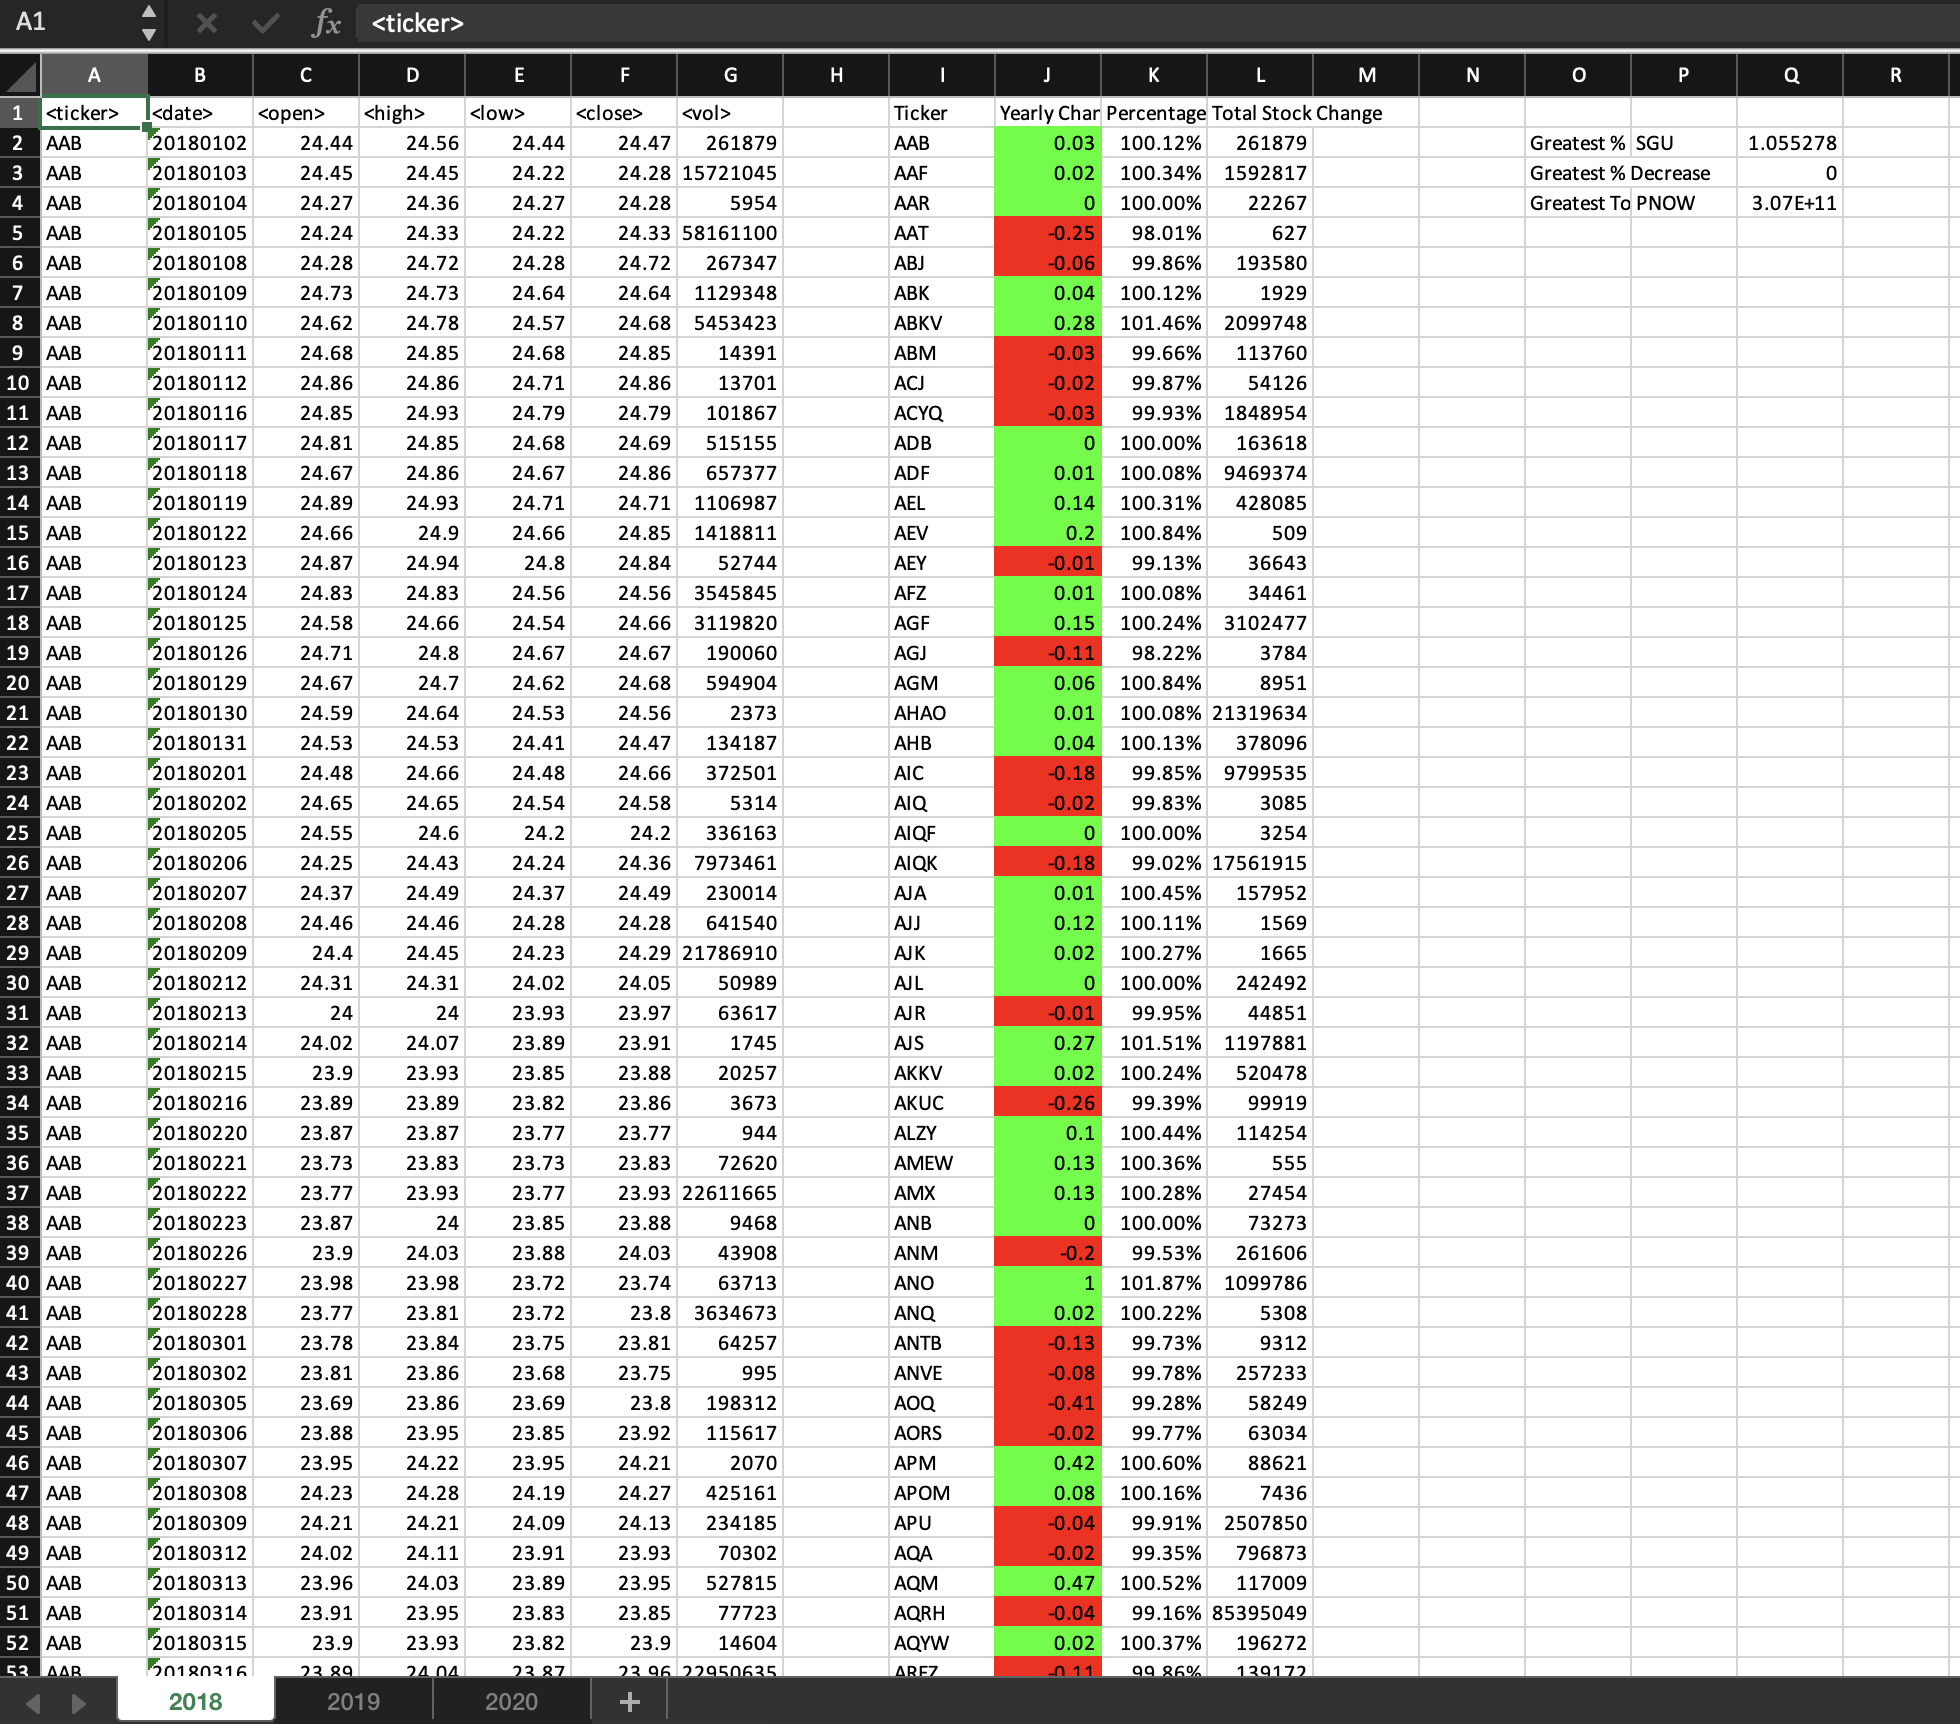 A1 fx <ticker>
A B C D E F G H I J K L M N O P Q R
1 <ticker> <date> <open> <high> <low> <close> <vol> Ticker Yearly Char Percentage Total Stock Change
2 AAB 20180102 24.44 24.56 24.44 24.47 261879 AAB 0.03 100.12% 261879 Greatest % SGU 1.055278
3 AAB 20180103 24.45 24.45 24.22 24.28 15721045 AAF 0.02 100.34% 1592817 Greatest % Decrease 0
4 AAB 20180104 24.27 24.36 24.27 24.28 5954 AAR 0 100.00% 22267 Greatest To PNOW 3.07E+11
5 AAB 20180105 24.24 24.33 24.22 24.33 58161100 AAT -0.25 98.01% 627
6 AAB 20180108 24.28 24.72 24.28 24.72 267347 ABJ -0.06 99.86% 193580
7 AAB 20180109 24.73 24.73 24.64 24.64 1129348 ABK 0.04 100.12% 1929
8 AAB 20180110 24.62 24.78 24.57 24.68 5453423 ABKV 0.28 101.46% 2099748
9 AAB 20180111 24.68 24.85 24.68 24.85 14391 ABM -0.03 99.66% 113760
10 AAB 20180112 24.86 24.86 24.71 24.86 13701 ACJ -0.02 99.87% 54126
11 AAB 20180116 24.85 24.93 24.79 24.79 101867 ACYQ -0.03 99.93% 1848954
12 AAB 20180117 24.81 24.85 24.68 24.69 515155 ADB 0 100.00% 163618
13 AAB 20180118 24.67 24.86 24.67 24.86 657377 ADF 0.01 100.08% 9469374
14 AAB 20180119 24.89 24.93 24.71 24.71 1106987 AEL 0.14 100.31% 428085
15 AAB 20180122 24.66 24.9 24.66 24.85 1418811 AEV 0.2 100.84% 509
16 AAB 20180123 24.87 24.94 24.8 24.84 52744 AEY -0.01 99.13% 36643
17 AAB 20180124 24.83 24.83 24.56 24.56 3545845 AFZ 0.01 100.08% 34461
18 AAB 20180125 24.58 24.66 24.54 24.66 3119820 AGF 0.15 100.24% 3102477
19 AAB 20180126 24.71 24.8 24.67 24.67 190060 AGJ -0.11 98.22% 3784
20 AAB 20180129 24.67 24.7 24.62 24.68 594904 AGM 0.06 100.84% 8951
21 AAB 20180130 24.59 24.64 24.53 24.56 2373 AHAO 0.01 100.08% 21319634
22 AAB 20180131 24.53 24.53 24.41 24.47 134187 AHB 0.04 100.13% 378096
23 AAB 20180201 24.48 24.66 24.48 24.66 372501 AIC -0.18 99.85% 9799535
24 AAB 20180202 24.65 24.65 24.54 24.58 5314 AIQ -0.02 99.83% 3085
25 AAB 20180205 24.55 24.6 24.2 24.2 336163 AIQF 0 100.00% 3254
26 AAB 20180206 24.25 24.43 24.24 24.36 7973461 AIQK -0.18 99.02% 17561915
27 AAB 20180207 24.37 24.49 24.37 24.49 230014 AJA 0.01 100.45% 157952
28 AAB 20180208 24.46 24.46 24.28 24.28 641540 AJJ 0.12 100.11% 1569
29 AAB 20180209 24.4 24.45 24.23 24.29 21786910 AJK 0.02 100.27% 1665
30 AAB 20180212 24.31 24.31 24.02 24.05 50989 AJL 0 100.00% 242492
31 AAB 20180213 24 24 23.93 23.97 63617 AJR -0.01 99.95% 44851
32 AAB 20180214 24.02 24.07 23.89 23.91 1745 AJS 0.27 101.51% 1197881
33 AAB 20180215 23.9 23.93 23.85 23.88 20257 AKKV 0.02 100.24% 520478
34 AAB 20180216 23.89 23.89 23.82 23.86 3673 AKUC -0.26 99.39% 99919
35 AAB 20180220 23.87 23.87 23.77 23.77 944 ALZY 0.1 100.44% 114254
36 AAB 20180221 23.73 23.83 23.73 23.83 72620 AMEW 0.13 100.36% 555
37 AAB 20180222 23.77 23.93 23.77 23.93 22611665 AMX 0.13 100.28% 27454
38 AAB 20180223 23.87 24 23.85 23.88 9468 ANB 0 100.00% 73273
39 AAB 20180226 23.9 24.03 23.88 24.03 43908 ANM -0.2 99.53% 261606
40 AAB 20180227 23.98 23.98 23.72 23.74 63713 ANO 1 101.87% 1099786
41 AAB 20180228 23.77 23.81 23.72 23.8 3634673 ANQ 0.02 100.22% 5308
42 AAB 20180301 23.78 23.84 23.75 23.81 64257 ANTB -0.13 99.73% 9312
43 AAB 20180302 23.81 23.86 23.68 23.75 995 ANVE -0.08 99.78% 257233
44 AAB 20180305 23.69 23.86 23.69 23.8 198312 AOQ -0.41 99.28% 58249
45 AAB 20180306 23.88 23.95 23.85 23.92 115617 AORS -0.02 99.77% 63034
46 AAB 20180307 23.95 24.22 23.95 24.21 2070 APM 0.42 100.60% 88621
47 AAB 20180308 24.23 24.28 24.19 24.27 425161 APOM 0.08 100.16% 7436
48 AAB 20180309 24.21 24.21 24.09 24.13 234185 APU -0.04 99.91% 2507850
49 AAB 20180312 24.02 24.11 23.91 23.93 70302 AQA -0.02 99.35% 796873
50 AAB 20180313 23.96 24.03 23.89 23.95 527815 AQM 0.47 100.52% 117009
51 AAB 20180314 23.91 23.95 23.83 23.85 77723 AQRH -0.04 99.16% 85395049
52 AAB 20180315 23.9 23.93 23.82 23.9 14604 AQYW 0.02 100.37% 196272
53 AAB 20180316 23.89 24.04 23.87 23.96 22950635 ARFZ -0.11 99.86% 139172
2018 2019 2020 +